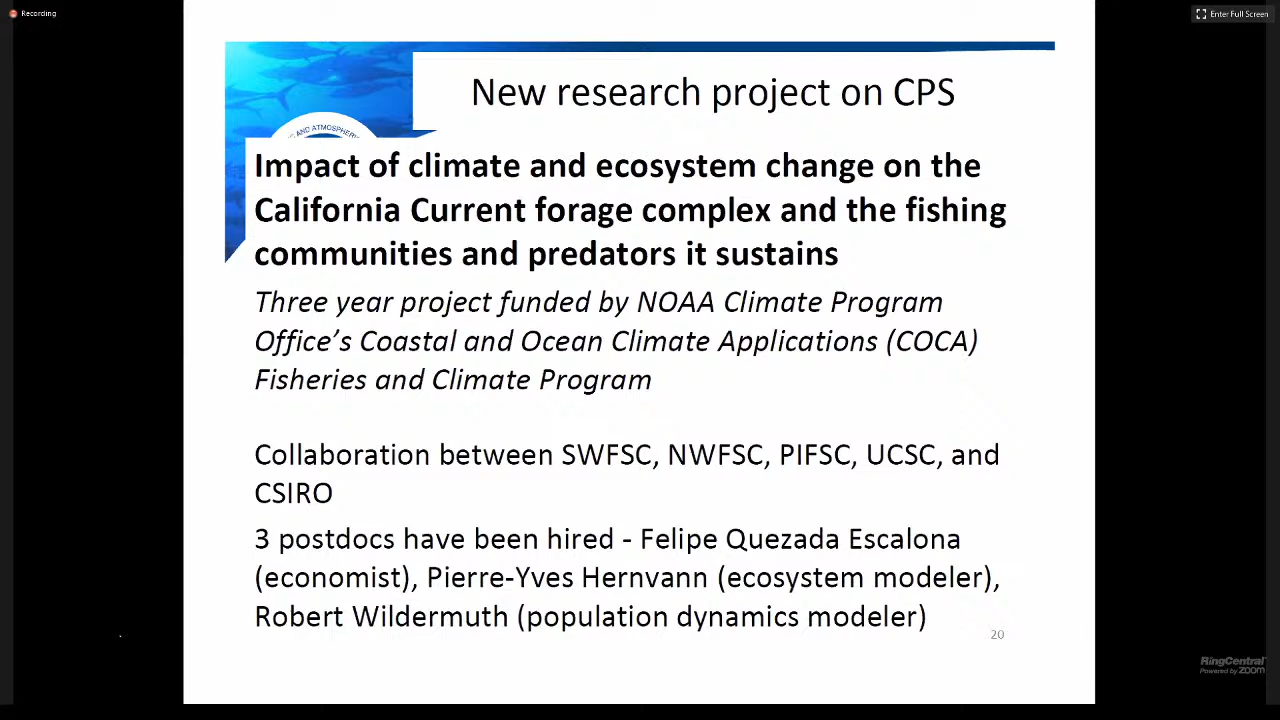 Recording
Enter Full Screen
New research project on CPS
AND ATMOSPHE
Impact of climate and ecosystem change on the
California Current forage complex and the fishing
communities and predators it sustains
Three year project funded by NOAA Climate Program
Office’s Coastal and Ocean Climate Applications (COCA)
Fisheries and Climate Program
Collaboration between SWFSC, NWFSC, PIFSC, UCSC, and
CSIRO
3 postdocs have been hired - Felipe Quezada Escalona
(economist), Pierre-Yves Hernvann (ecosystem modeler),
Robert Wildermuth (population dynamics modeler)
20
RingCentral
Powered by zoom